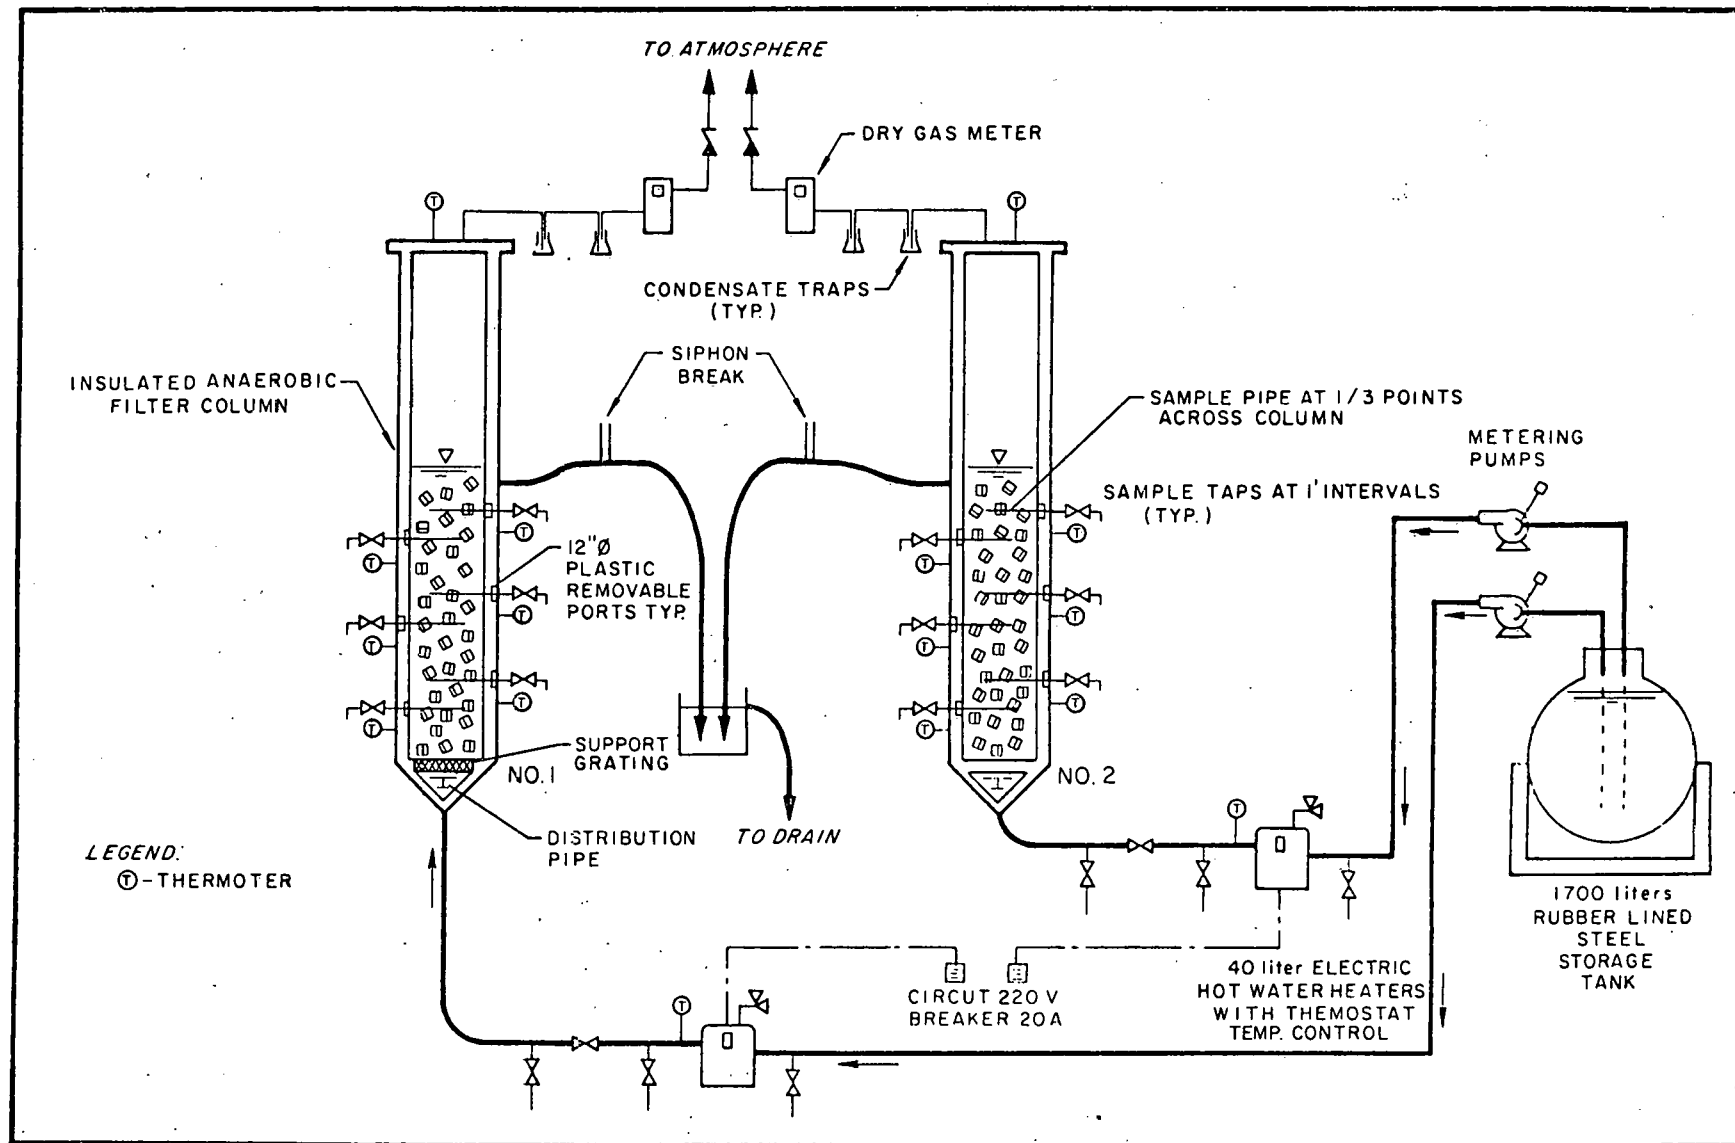 TO ATMOSPHERE
DRY GAS METER
T
T
CONDENSATE TRAPS
(TYP.)
SIPHON
BREAK
INSULATED ANAEROBIC
FILTER COLUMN
SAMPLE PIPE AT 1/3 POINTS
ACROSS COLUMN
METERING
PUMPS
SAMPLE TAPS AT 1' INTERVALS
(TYP.)
T
T
T
T
12"Ø
PLASTIC
REMOVABLE
PORTS TYP.
T
T
T
T
T
T
T
T
SUPPORT
GRATING
NO. 1
NO. 2
DISTRIBUTION
PIPE
TO DRAIN
T
LEGEND:
T - THERMOTER
1700 liters
RUBBER LINED
STEEL
STORAGE
TANK
40 liter ELECTRIC
HOT WATER HEATERS
WITH THEMOSTAT
TEMP. CONTROL
CIRCUT 220 V
BREAKER 20 A
T